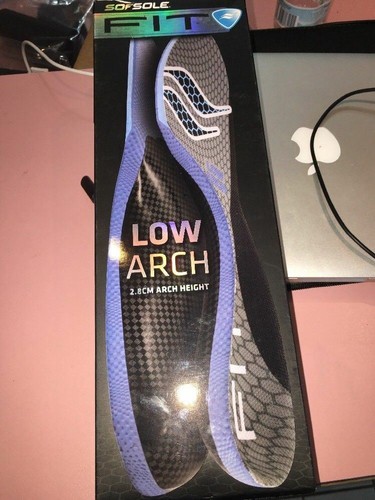 SOFSOLE
FIT
LOW
ARCH
2.8CM ARCH HEIGHT
FIT